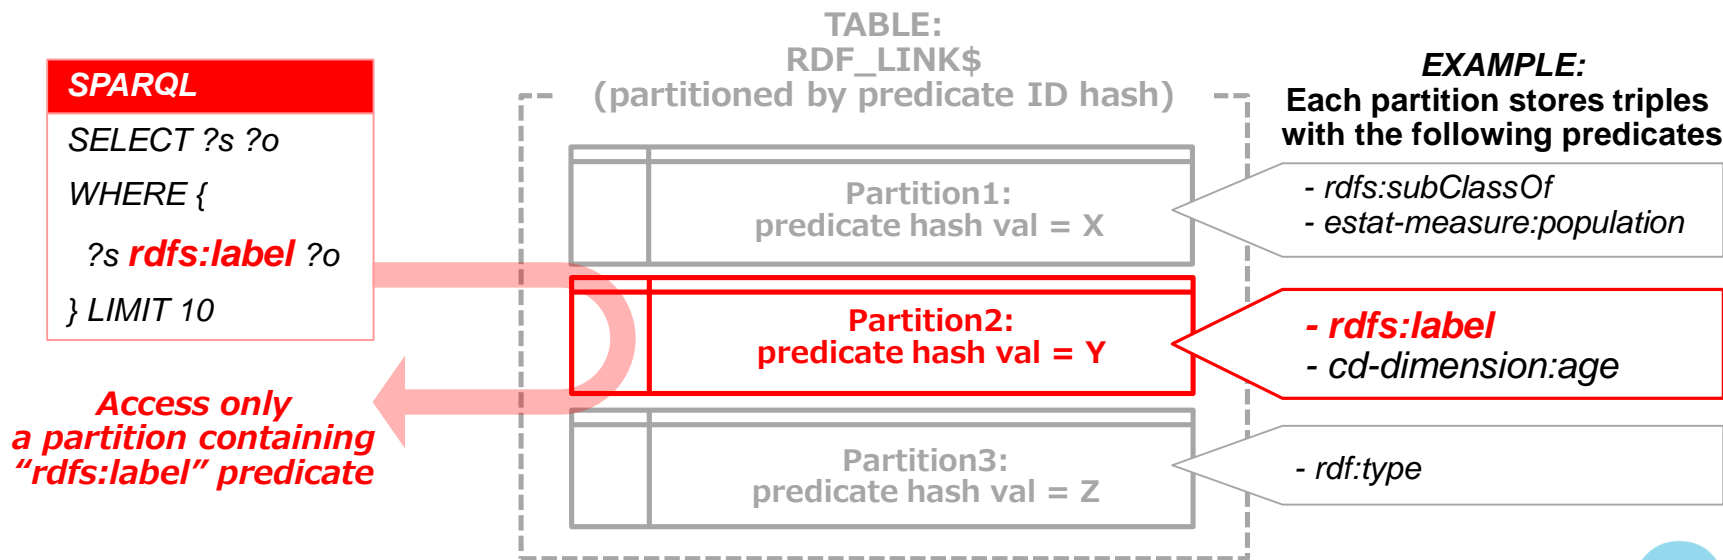 SPARQL
SELECT ?s ?o
WHERE {
?s rdfs:label ?o
} LIMIT 10
Access only
a partition containing
“rdfs:label” predicate
TABLE:
RDF_LINK$
(partitioned by predicate ID hash)
Partition1:
predicate hash val = X
Partition2:
predicate hash val = Y
Partition3:
predicate hash val = Z
EXAMPLE:
Each partition stores triples
with the following predicates
- rdfs:subClassOf
- estat-measure:population
- rdfs:label
- cd-dimension:age
- rdf:type